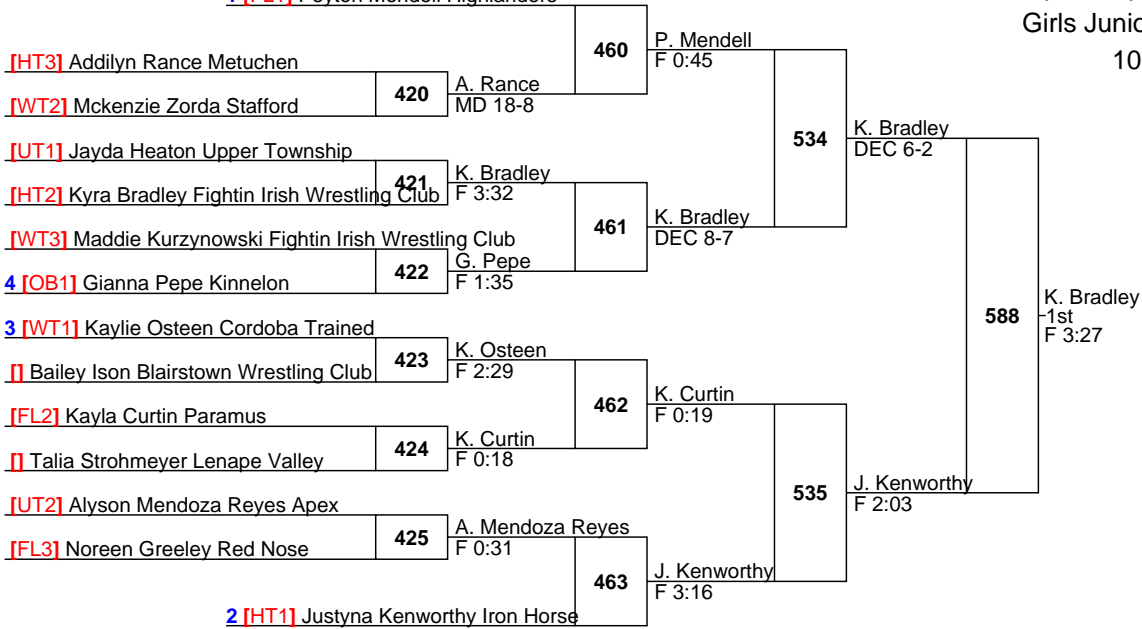 Girls Junio
10
460
P. Mendell
F 0:45
[HT3] Addilyn Rance Metuchen
420
A. Rance
MD 18-8
[WT2] Mckenzie Zorda Stafford
534
K. Bradley
DEC 6-2
[UT1] Jayda Heaton Upper Township
421
K. Bradley
F 3:32
[HT2] Kyra Bradley Fightin Irish Wrestling Club
461
K. Bradley
DEC 8-7
[WT3] Maddie Kurzynowski Fightin Irish Wrestling Club
422
G. Pepe
F 1:35
4 [OB1] Gianna Pepe Kinnelon
588
K. Bradley
1st
F 3:27
3 [WT1] Kaylie Osteen Cordoba Trained
423
K. Osteen
F 2:29
[] Bailey Ison Blairstown Wrestling Club
462
K. Curtin
F 0:19
[FL2] Kayla Curtin Paramus
424
K. Curtin
F 0:18
[] Talia Strohmeyer Lenape Valley
535
J. Kenworthy
F 2:03
[UT2] Alyson Mendoza Reyes Apex
425
A. Mendoza Reyes
F 0:31
[FL3] Noreen Greeley Red Nose
463
J. Kenworthy
F 3:16
2 [HT1] Justyna Kenworthy Iron Horse